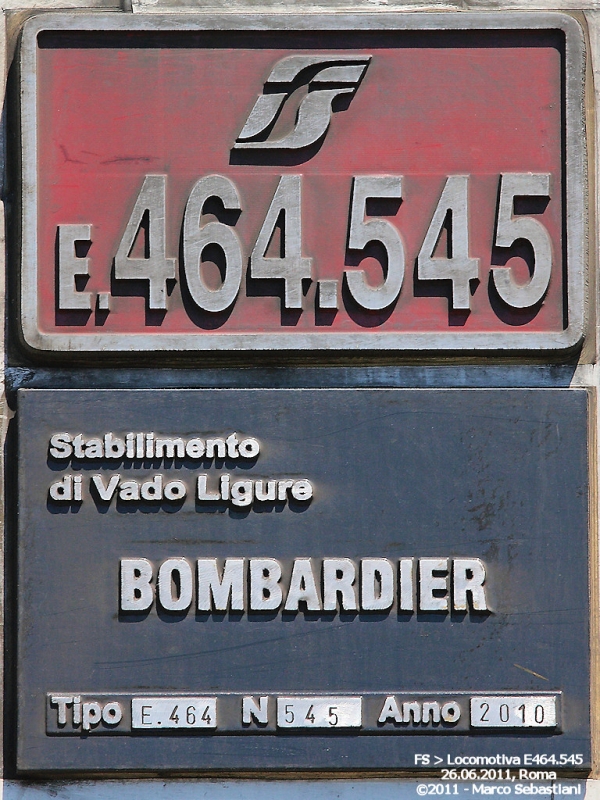 FS
E.464.545
Stabilimento
di Vado Ligure
BOMBARDIER
Tipo E.464 N 545 Anno 2010
FS > Locomotiva E464.545
26.06.2011, Roma
©2011 - Marco Sebastiani